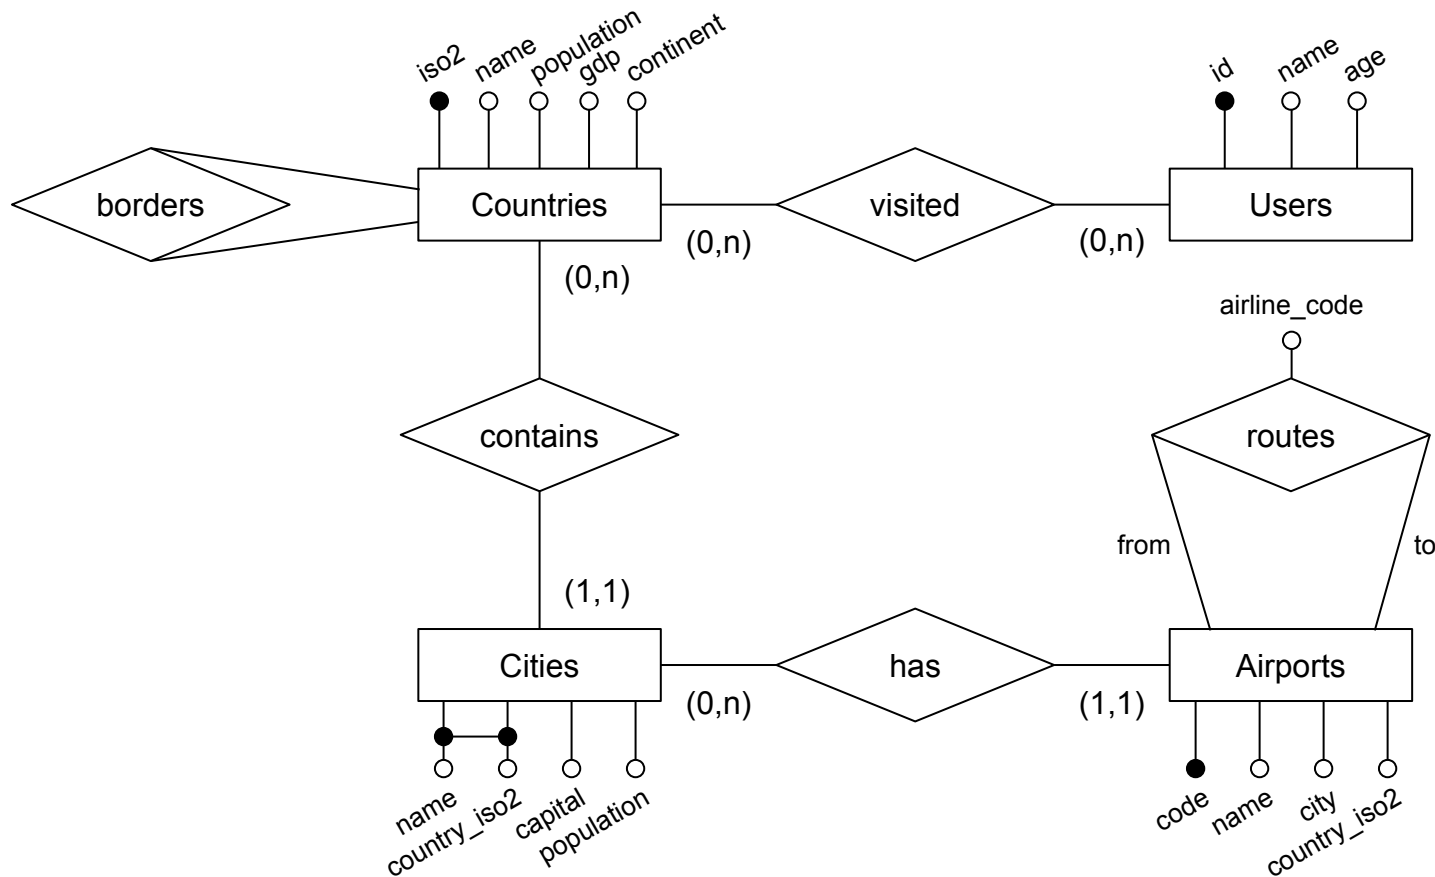 iso2
name
population
gdp
continent
id
name
age
borders
Countries
visited
Users
(0,n)
(0,n)
(0,n)
airline_code
contains
routes
from
to
(1,1)
Cities
has
Airports
(0,n)
(1,1)
name
country_iso2
capital
population
code
name
city
country_iso2